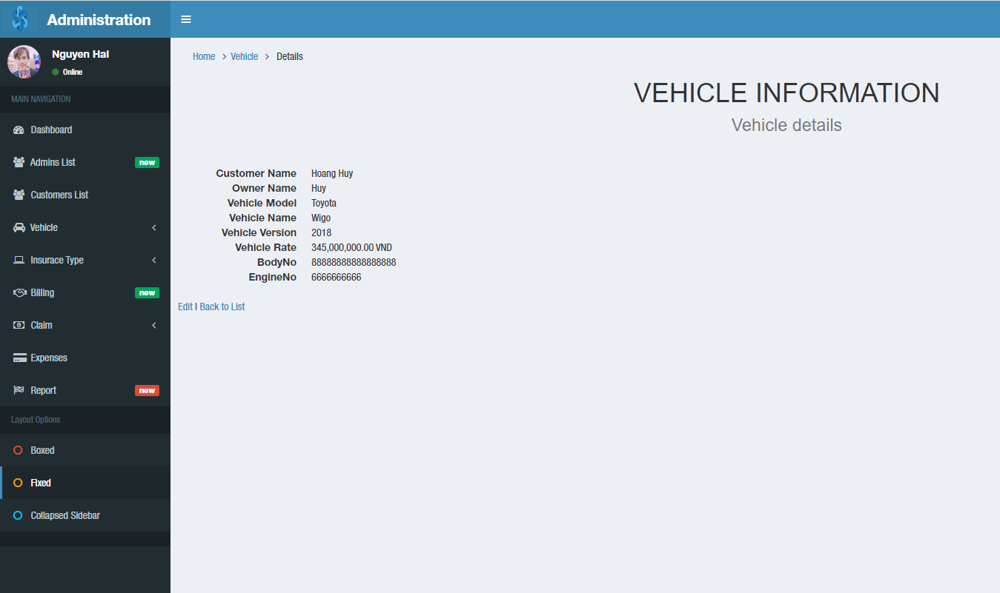 Administration
Nguyen Hai
Online
MAIN NAVIGATION
Dashboard
Admins List new
Customers List
Vehicle
Insurace Type
Billing new
Claim
Expenses
Report new
Layout Options
Boxed
Fixed
Collapsed Sidebar
Home > Vehicle > Details
VEHICLE INFORMATION
Vehicle details
Customer Name Hoang Huy
Owner Name Huy
Vehicle Model Toyota
Vehicle Name Wigo
Vehicle Version 2018
Vehicle Rate 345,000,000.00 VND
BodyNo 88888888888888888
EngineNo 6666666666
Edit | Back to List